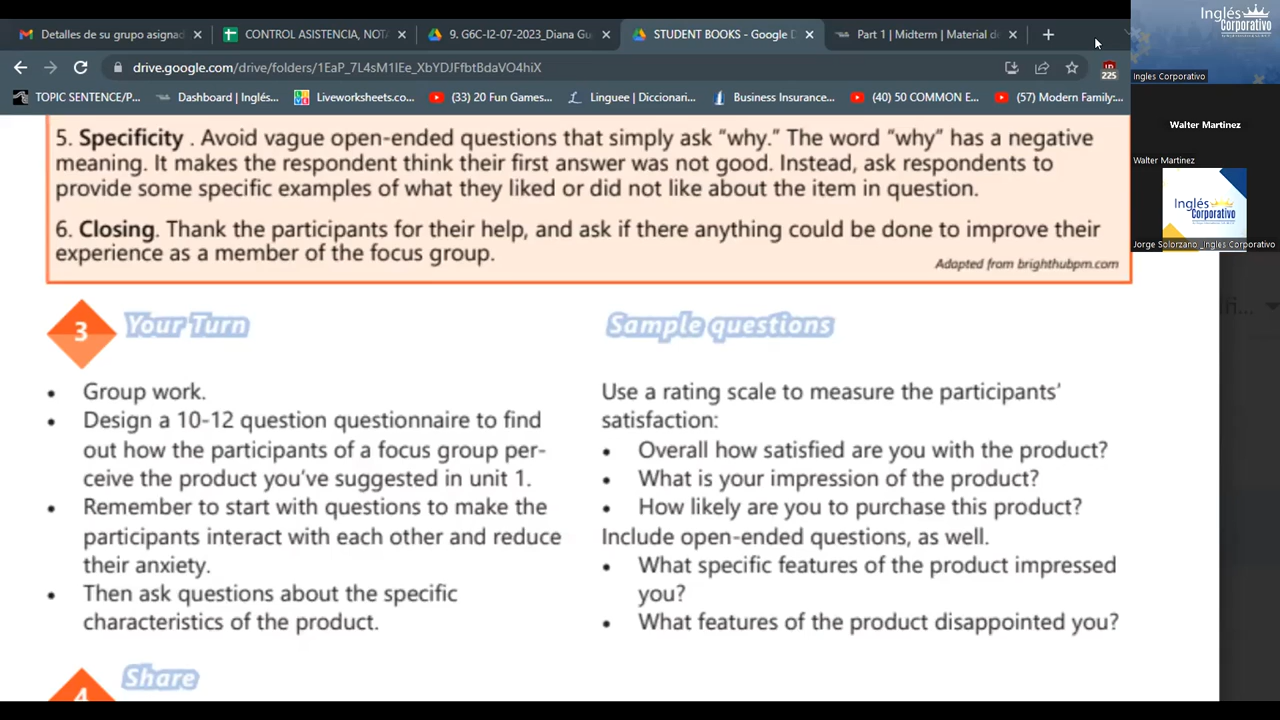 Detalles de su grupo asignad
CONTROL ASISTENCIA, NOTA
9. G6C-I2-07-2023_Diana Gu
STUDENT BOOKS - Google D
Part 1 | Midterm | Material de
drive.google.com/drive/folders/1EaP_7L4sM1IEe_XbYDJFfbtBdaVO4hiX
225
TOPIC SENTENCE/P...
Dashboard | Inglés...
Liveworksheets.co...
(33) 20 Fun Games...
Linguee | Diccionari...
Business Insurance...
(40) 50 COMMON E...
(57) Modern Family:...
5. Specificity . Avoid vague open-ended questions that simply ask “why.” The word “why” has a negative
meaning. It makes the respondent think their first answer was not good. Instead, ask respondents to
provide some specific examples of what they liked or did not like about the item in question.
6. Closing. Thank the participants for their help, and ask if there anything could be done to improve their
experience as a member of the focus group.
Adapted from brighthubpm.com
3
Your Turn
• Group work.
• Design a 10-12 question questionnaire to find
out how the participants of a focus group per-
ceive the product you’ve suggested in unit 1.
• Remember to start with questions to make the
participants interact with each other and reduce
their anxiety.
• Then ask questions about the specific
characteristics of the product.
Sample questions
Use a rating scale to measure the participants’
satisfaction:
• Overall how satisfied are you with the product?
• What is your impression of the product?
• How likely are you to purchase this product?
Include open-ended questions, as well.
• What specific features of the product impressed
you?
• What features of the product disappointed you?
4
Share
Inglés
Corporativo
Ingles Corporativo
Walter Martinez
Walter Martinez
Inglés
Corporativo
Jorge Solorzano _Ingles Corporativo